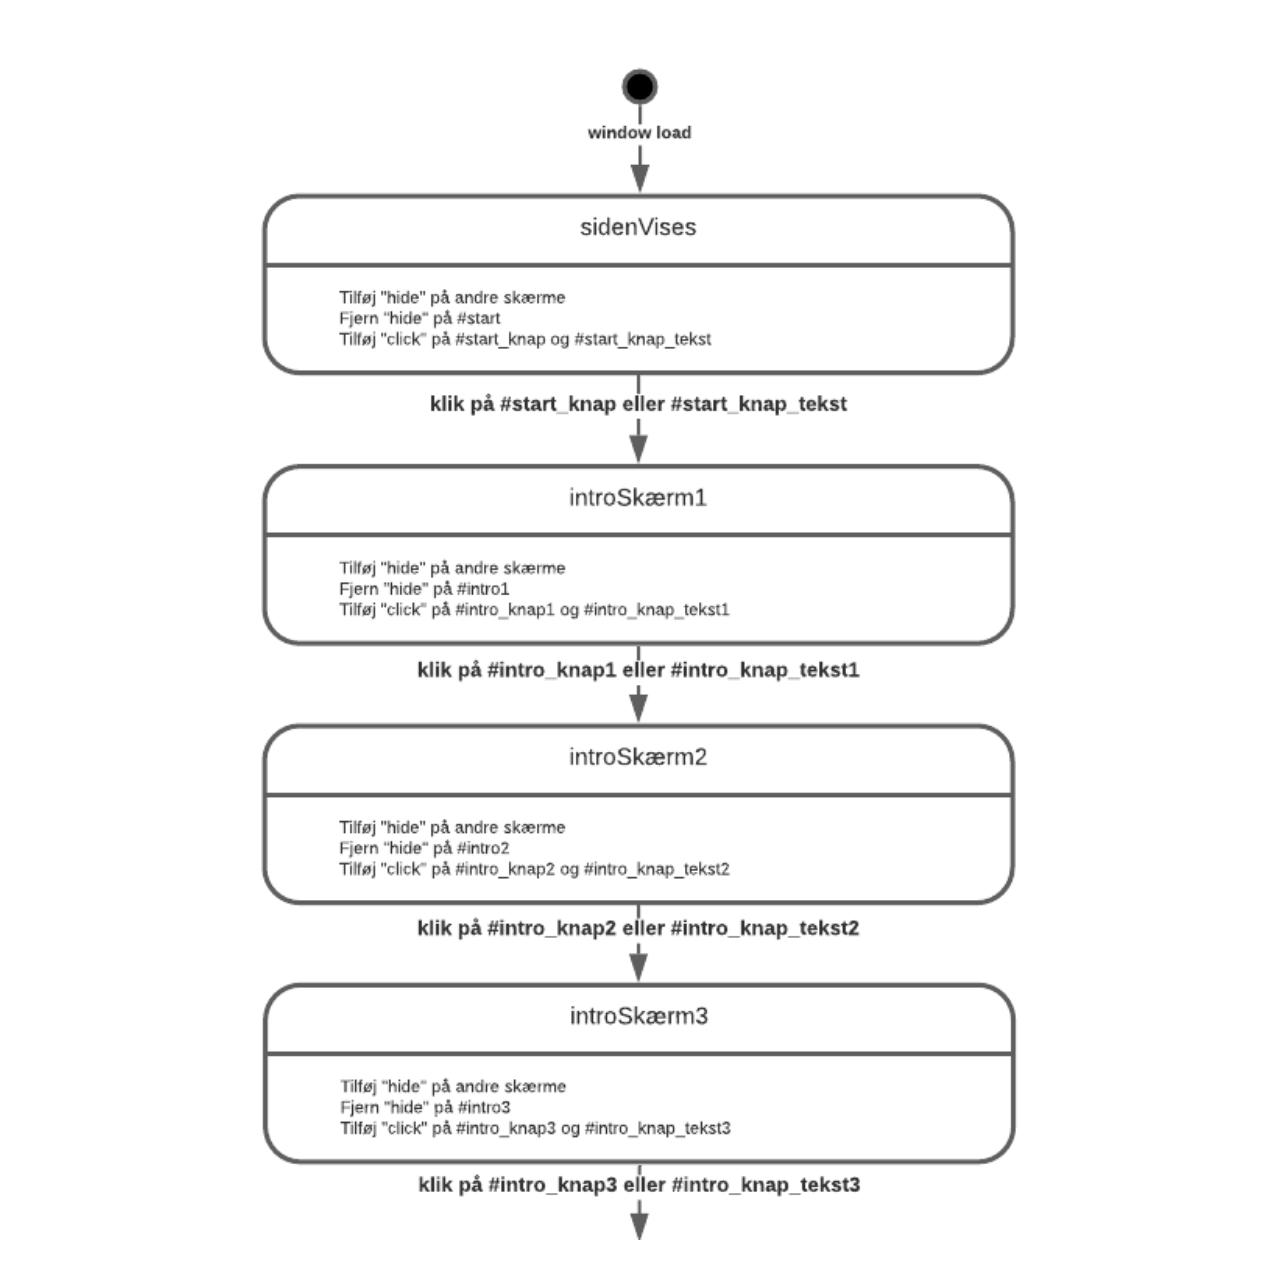 window load
sidenVises
Tilføj "hide" på andre skærme
Fjern "hide" på #start
Tilføj "click" på #start_knap og #start_knap_tekst
klik på #start_knap eller #start_knap_tekst
introSkærm1
Tilføj "hide" på andre skærme
Fjern "hide" på #intro1
Tilføj "click" på #intro_knap1 og #intro_knap_tekst1
klik på #intro_knap1 eller #intro_knap_tekst1
introSkærm2
Tilføj "hide" på andre skærme
Fjern "hide" på #intro2
Tilføj "click" på #intro_knap2 og #intro_knap_tekst2
klik på #intro_knap2 eller #intro_knap_tekst2
introSkærm3
Tilføj "hide" på andre skærme
Fjern "hide" på #intro3
Tilføj "click" på #intro_knap3 og #intro_knap_tekst3
klik på #intro_knap3 eller #intro_knap_tekst3